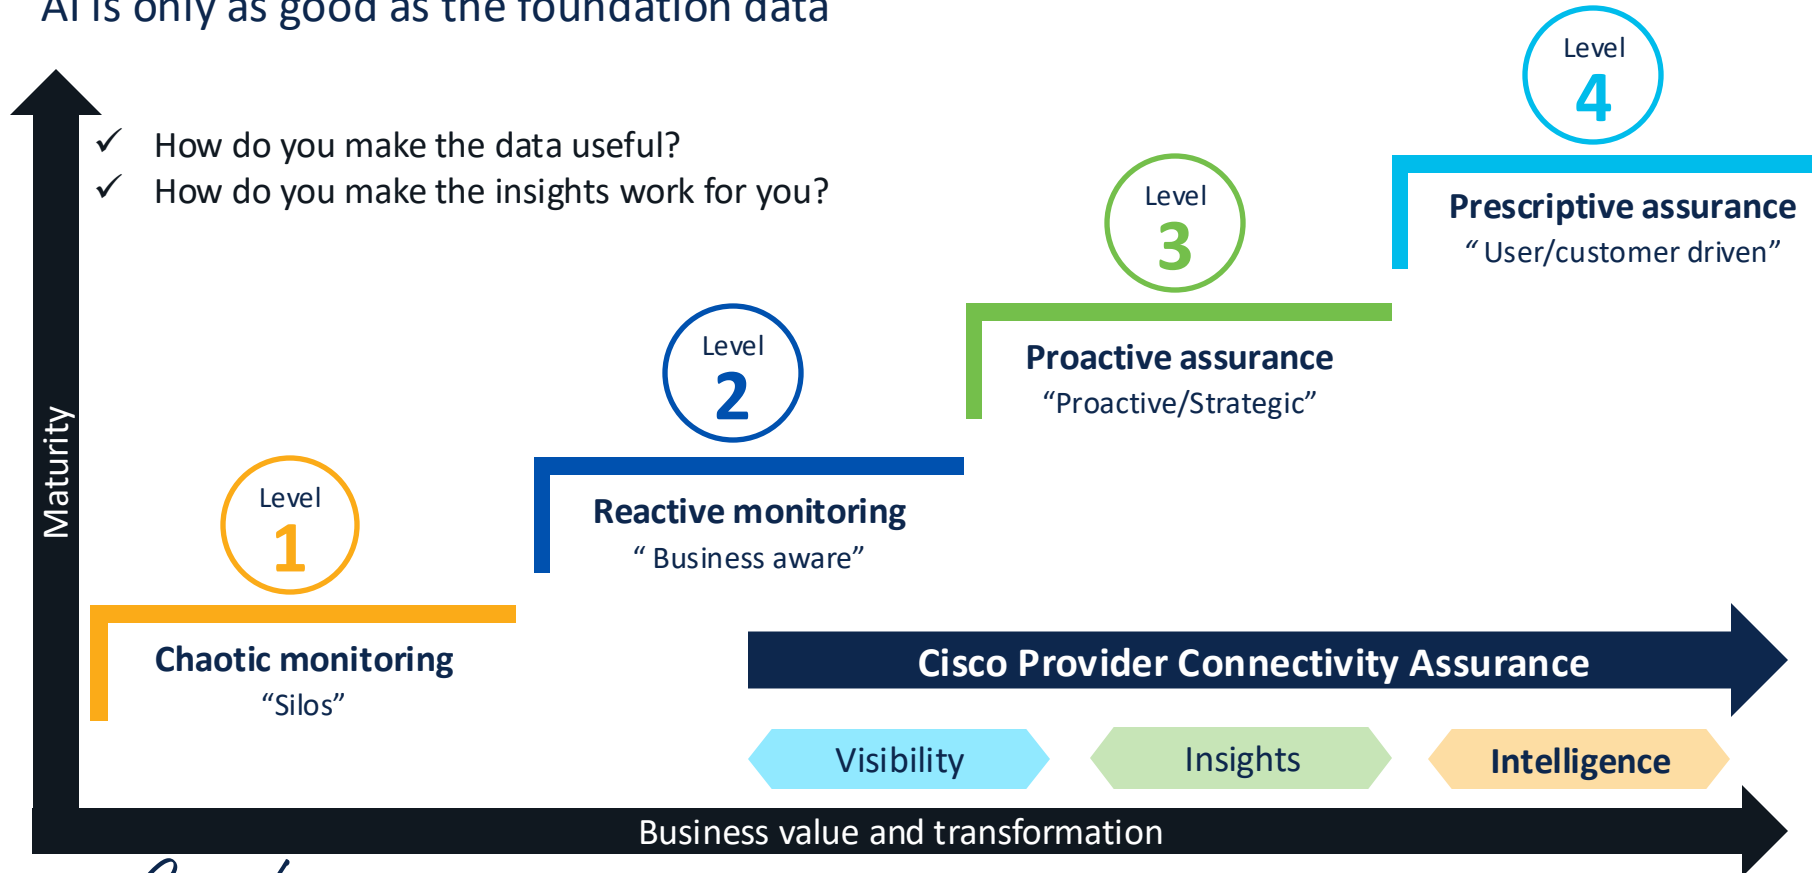 AI is only as good as the foundation data
✓ How do you make the data useful?
✓ How do you make the insights work for you?
Level
4
Prescriptive assurance
“ User/customer driven”
Level
3
Proactive assurance
“Proactive/Strategic”
Level
2
Reactive monitoring
“ Business aware”
Level
1
Chaotic monitoring
“Silos”
Maturity
Cisco Provider Connectivity Assurance
Visibility
Insights
Intelligence
Business value and transformation